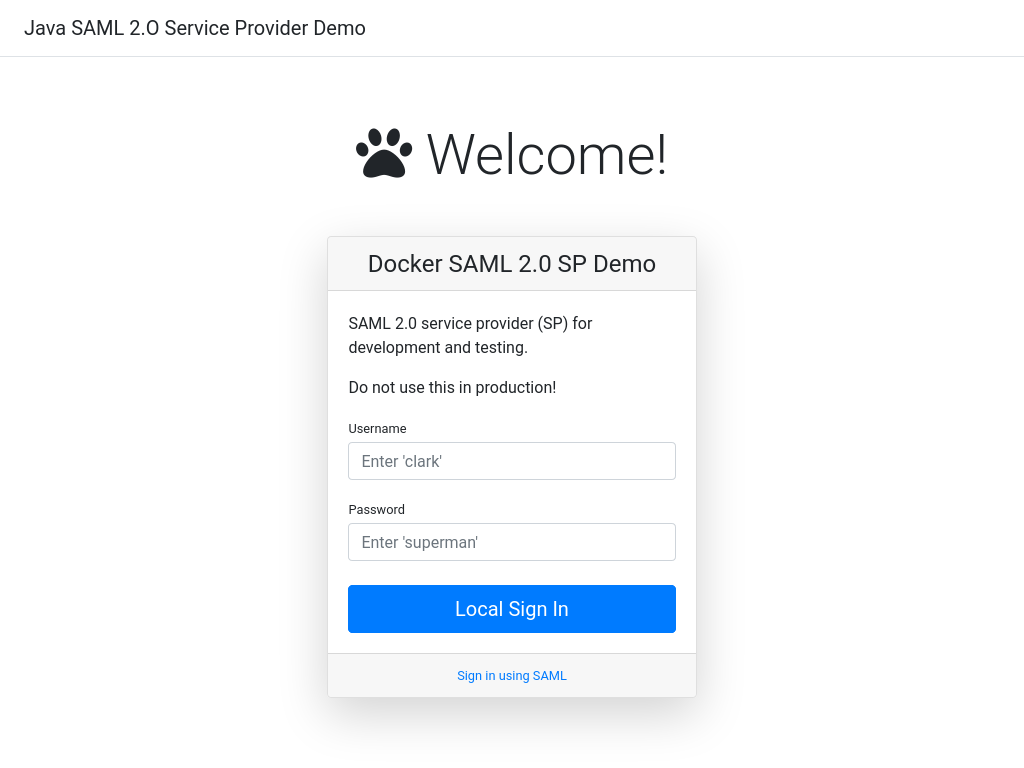 Java SAML 2.O Service Provider Demo
Welcome!
Docker SAML 2.0 SP Demo
SAML 2.0 service provider (SP) for
development and testing.
Do not use this in production!
Username
Enter 'clark'
Password
Enter 'superman'
Local Sign In
Sign in using SAML